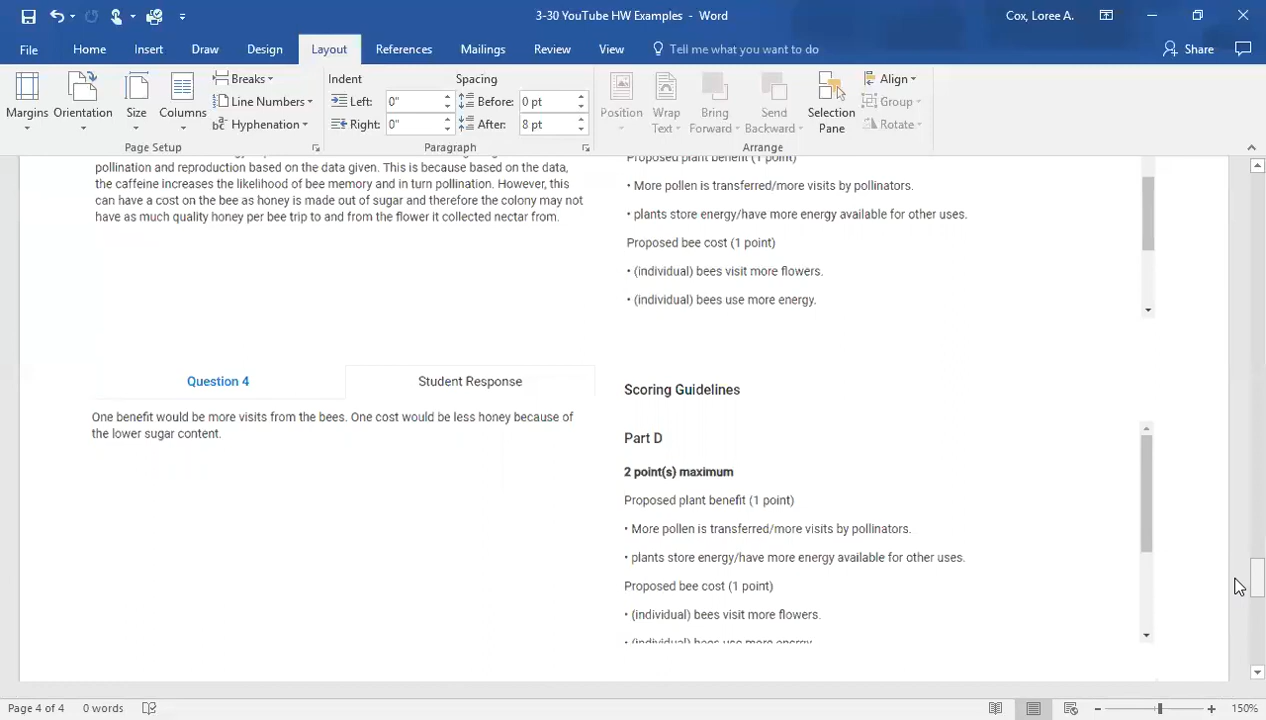 3-30 YouTube HW Examples - Word
Cox, Loree A.
File Home Insert Draw Design Layout References Mailings Review View Tell me what you want to do Share
Margins Orientation Size Columns
Breaks
Line Numbers
Hyphenation
Page Setup
Indent Spacing
Left: 0" Before: 0 pt
Right: 0" After: 8 pt
Paragraph
Position Wrap Text Bring Forward Send Backward Selection Pane
Align
Group
Rotate
Arrange
pollination and reproduction based on the data given. This is because based on the data,
the caffeine increases the likelihood of bee memory and in turn pollination. However, this
can have a cost on the bee as honey is made out of sugar and therefore the colony may not
have as much quality honey per bee trip to and from the flower it collected nectar from.
Proposed plant benefit (1 point)
• More pollen is transferred/more visits by pollinators.
• plants store energy/have more energy available for other uses.
Proposed bee cost (1 point)
• (individual) bees visit more flowers.
• (individual) bees use more energy.
Question 4 Student Response
One benefit would be more visits from the bees. One cost would be less honey because of
the lower sugar content.
Scoring Guidelines
Part D
2 point(s) maximum
Proposed plant benefit (1 point)
• More pollen is transferred/more visits by pollinators.
• plants store energy/have more energy available for other uses.
Proposed bee cost (1 point)
• (individual) bees visit more flowers.
• (individual) bees use more energy.
Page 4 of 4 0 words 150%